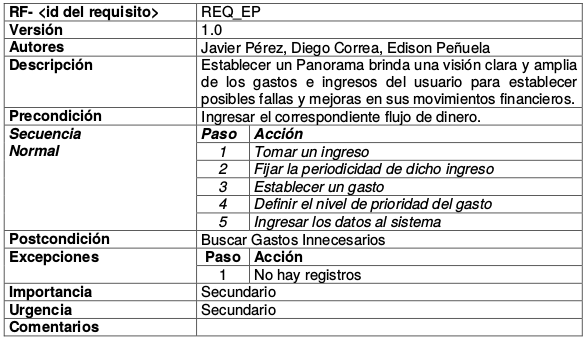 RF- <id del requisito> REQ_EP
Versión 1.0
Autores Javier Pérez, Diego Correa, Edison Peñuela
Descripción Establecer un Panorama brinda una visión clara y amplia
de los gastos e ingresos del usuario para establecer
posibles fallas y mejoras en sus movimientos financieros.
Precondición Ingresar el correspondiente flujo de dinero.
Secuencia Paso Acción
Normal 1 Tomar un ingreso
2 Fijar la periodicidad de dicho ingreso
3 Establecer un gasto
4 Definir el nivel de prioridad del gasto
5 Ingresar los datos al sistema
Postcondición Buscar Gastos Innecesarios
Excepciones Paso Acción
1 No hay registros
Importancia Secundario
Urgencia Secundario
Comentarios